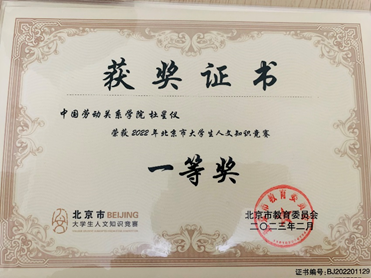 获奖证书
中国劳动关系学院 杜星仪
荣获2022年北京市大学生人文知识竞赛
一等奖
北京市 BEIJING
大学生人文知识竞赛
北京市教育委员会
二〇二三年二月
证书编号:BJ202201129